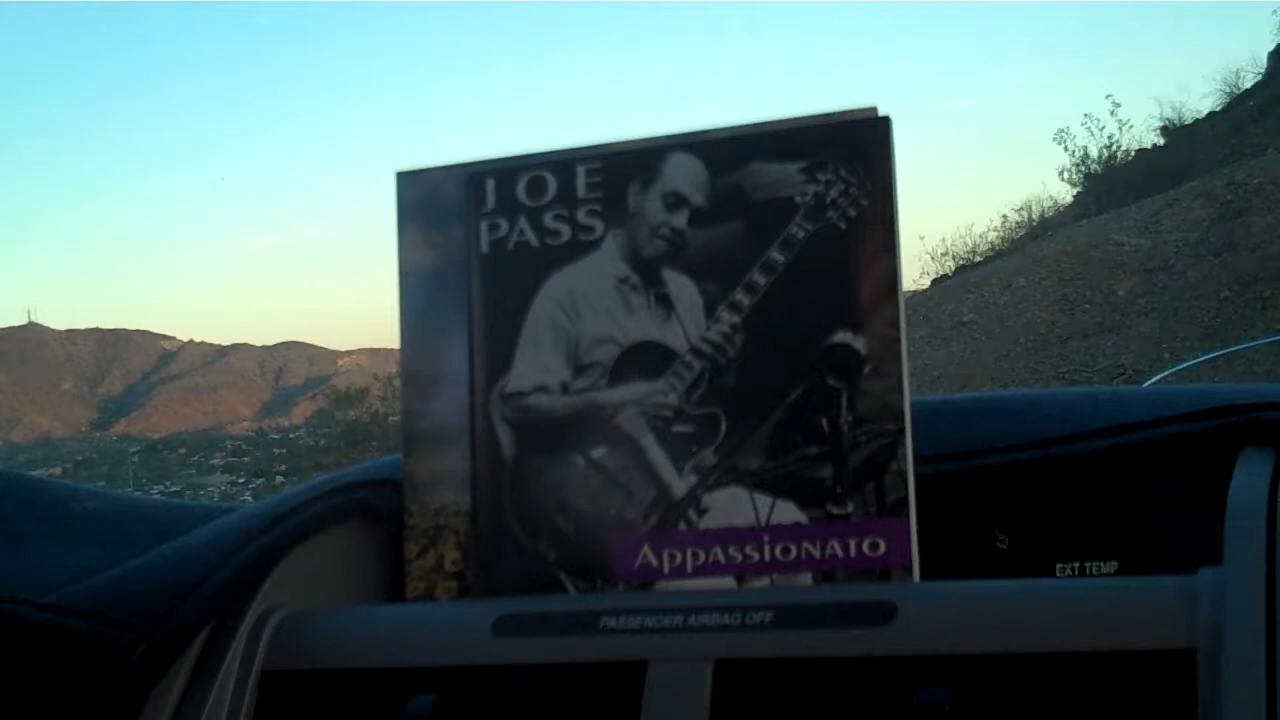 JOE
PASS
APPASSIONATO
EXT TEMP
PASSENGER AIRBAG OFF